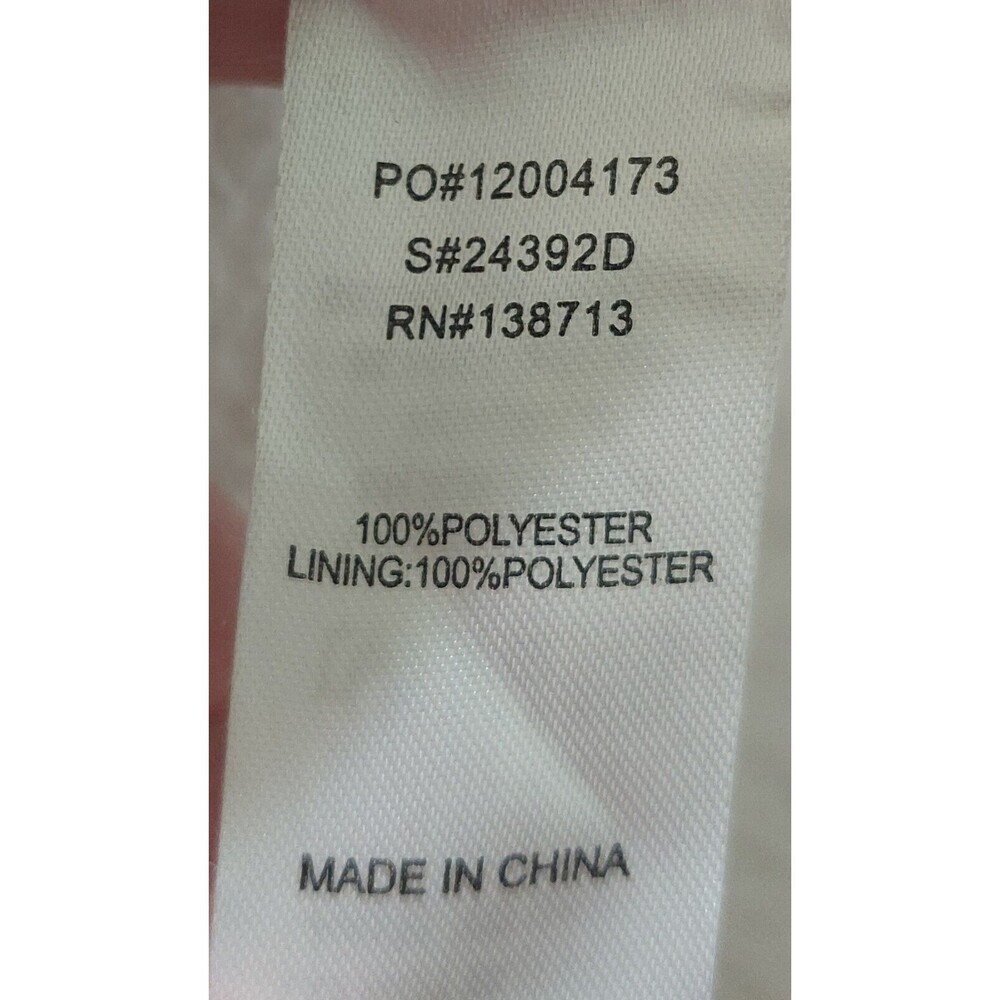 PO#12004173
S#24392D
RN#138713
100%POLYESTER
LINING:100%POLYESTER
MADE IN CHINA